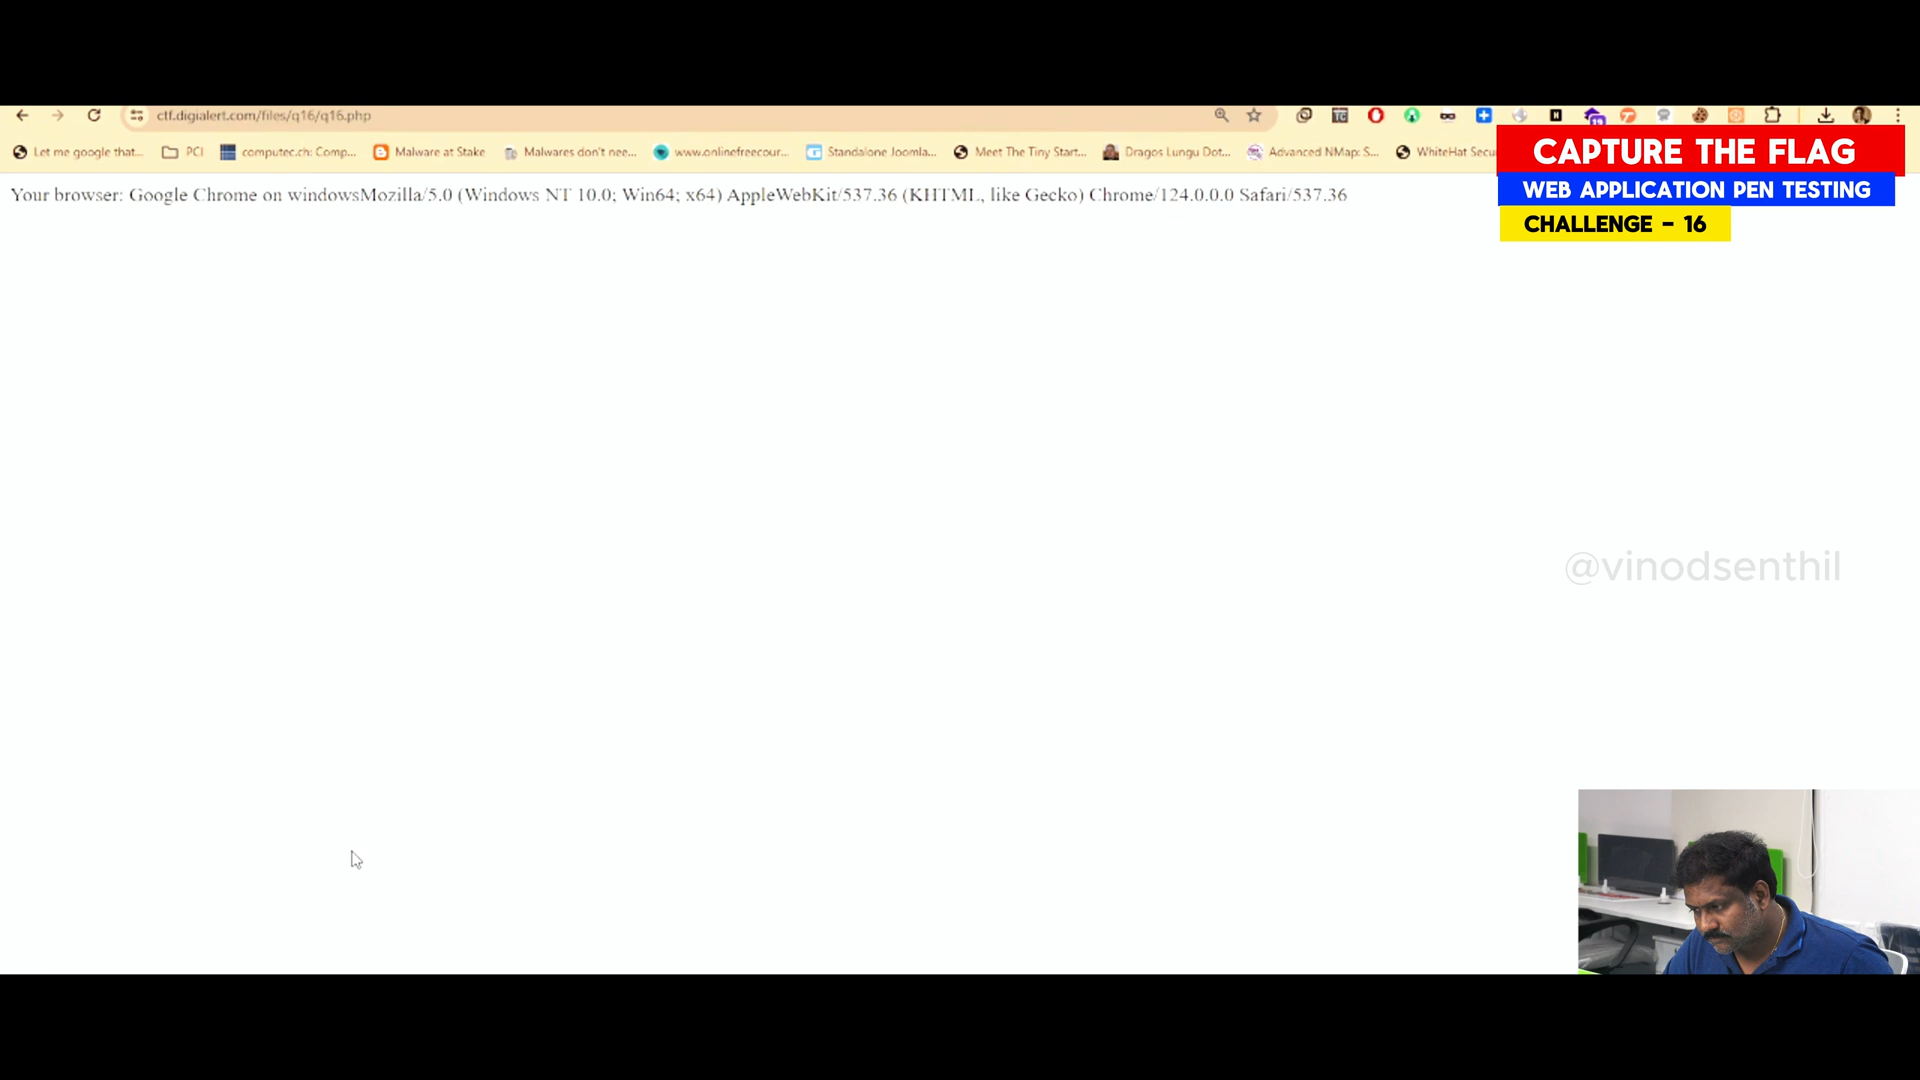 ctf.digialert.com/files/q16/q16.php
Let me google that... PCI computec.ch: Comp... Malware at Stake Malwares don't nee... www.onlinefreecour... Standalone Joomla... Meet The Tiny Start... Dragos Lungu Dot... Advanced NMap: S... WhiteHat Secu
CAPTURE THE FLAG
Your browser: Google Chrome on windowsMozilla/5.0 (Windows NT 10.0; Win64; x64) AppleWebKit/537.36 (KHTML, like Gecko) Chrome/124.0.0.0 Safari/537.36
WEB APPLICATION PEN TESTING
CHALLENGE - 16
@vinodsenthil